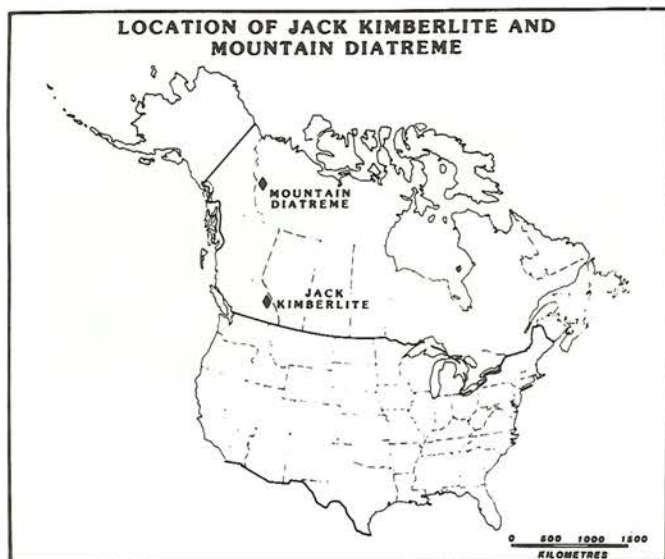 LOCATION OF JACK KIMBERLITE AND
MOUNTAIN DIATREME
MOUNTAIN
DIATREME
JACK
KIMBERLITE
0 500 1000 1500
KILOMETRES